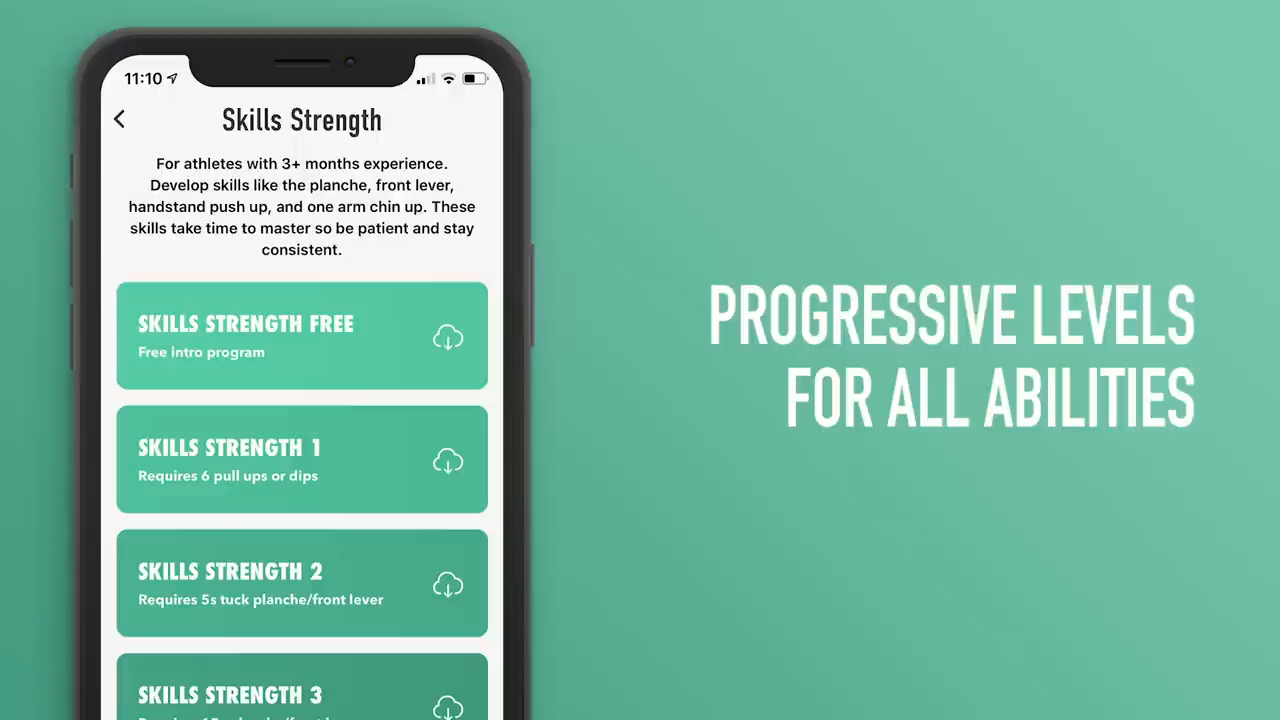 11:10
Skills Strength
For athletes with 3+ months experience.
Develop skills like the planche, front lever,
handstand push up, and one arm chin up. These
skills take time to master so be patient and stay
consistent.
SKILLS STRENGTH FREE
Free intro program
SKILLS STRENGTH 1
Requires 6 pull ups or dips
SKILLS STRENGTH 2
Requires 5s tuck planche/front lever
SKILLS STRENGTH 3
PROGRESSIVE LEVELS
FOR ALL ABILITIES